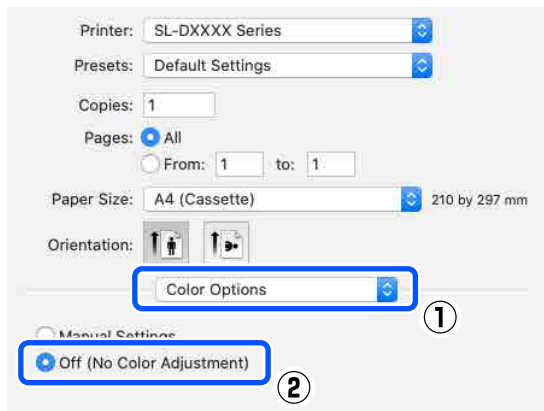 Printer: SL-DXXXX Series
Presets: Default Settings
Copies: 1
Pages: All
From: 1 to: 1
Paper Size: A4 (Cassette) 210 by 297 mm
Orientation:
Color Options
①
Manual Settings
Off (No Color Adjustment)
②